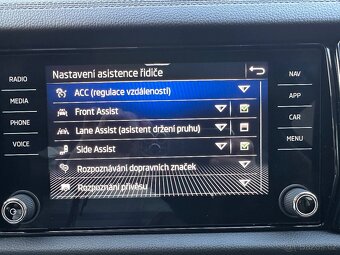 Nastavení asistence řidiče
RADIO
MEDIA
PHONE
VOICE
ACC (regulace vzdálenosti)
Front Assist
Lane Assist (asistent držení pruhu)
Side Assist
Rozpoznávání dopravních značek
Rozpoznání přívěsu
NAV
APP
CAR
MENU